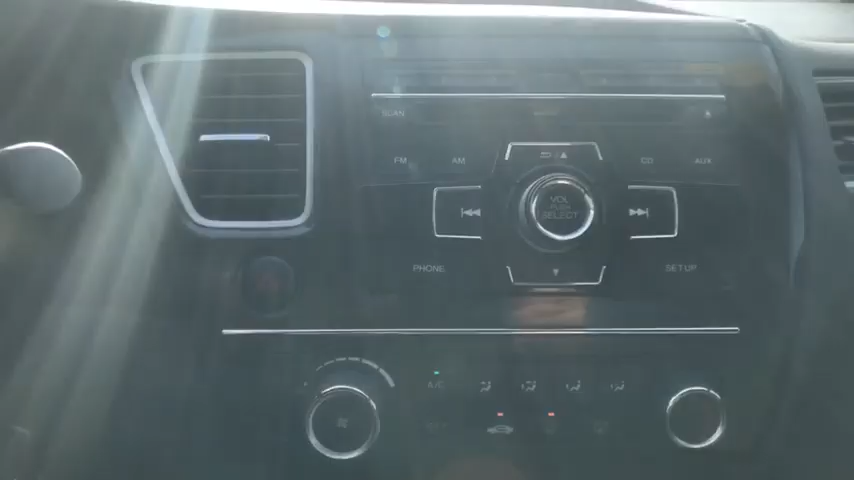 SCAN
FM AM CD AUX
VOL
PUSH
SELECT
PHONE SETUP
A/C